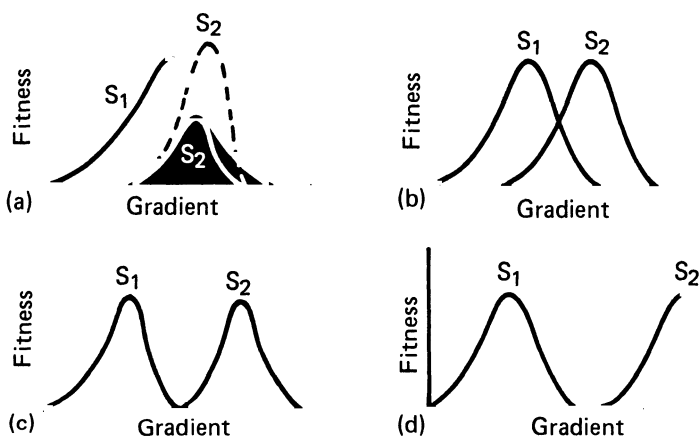 S2
S1
S2
Fitness
Gradient
(a)
S1 S2
Fitness
Gradient
(b)
S1 S2
Fitness
Gradient
(c)
S1 S2
Fitness
Gradient
(d)